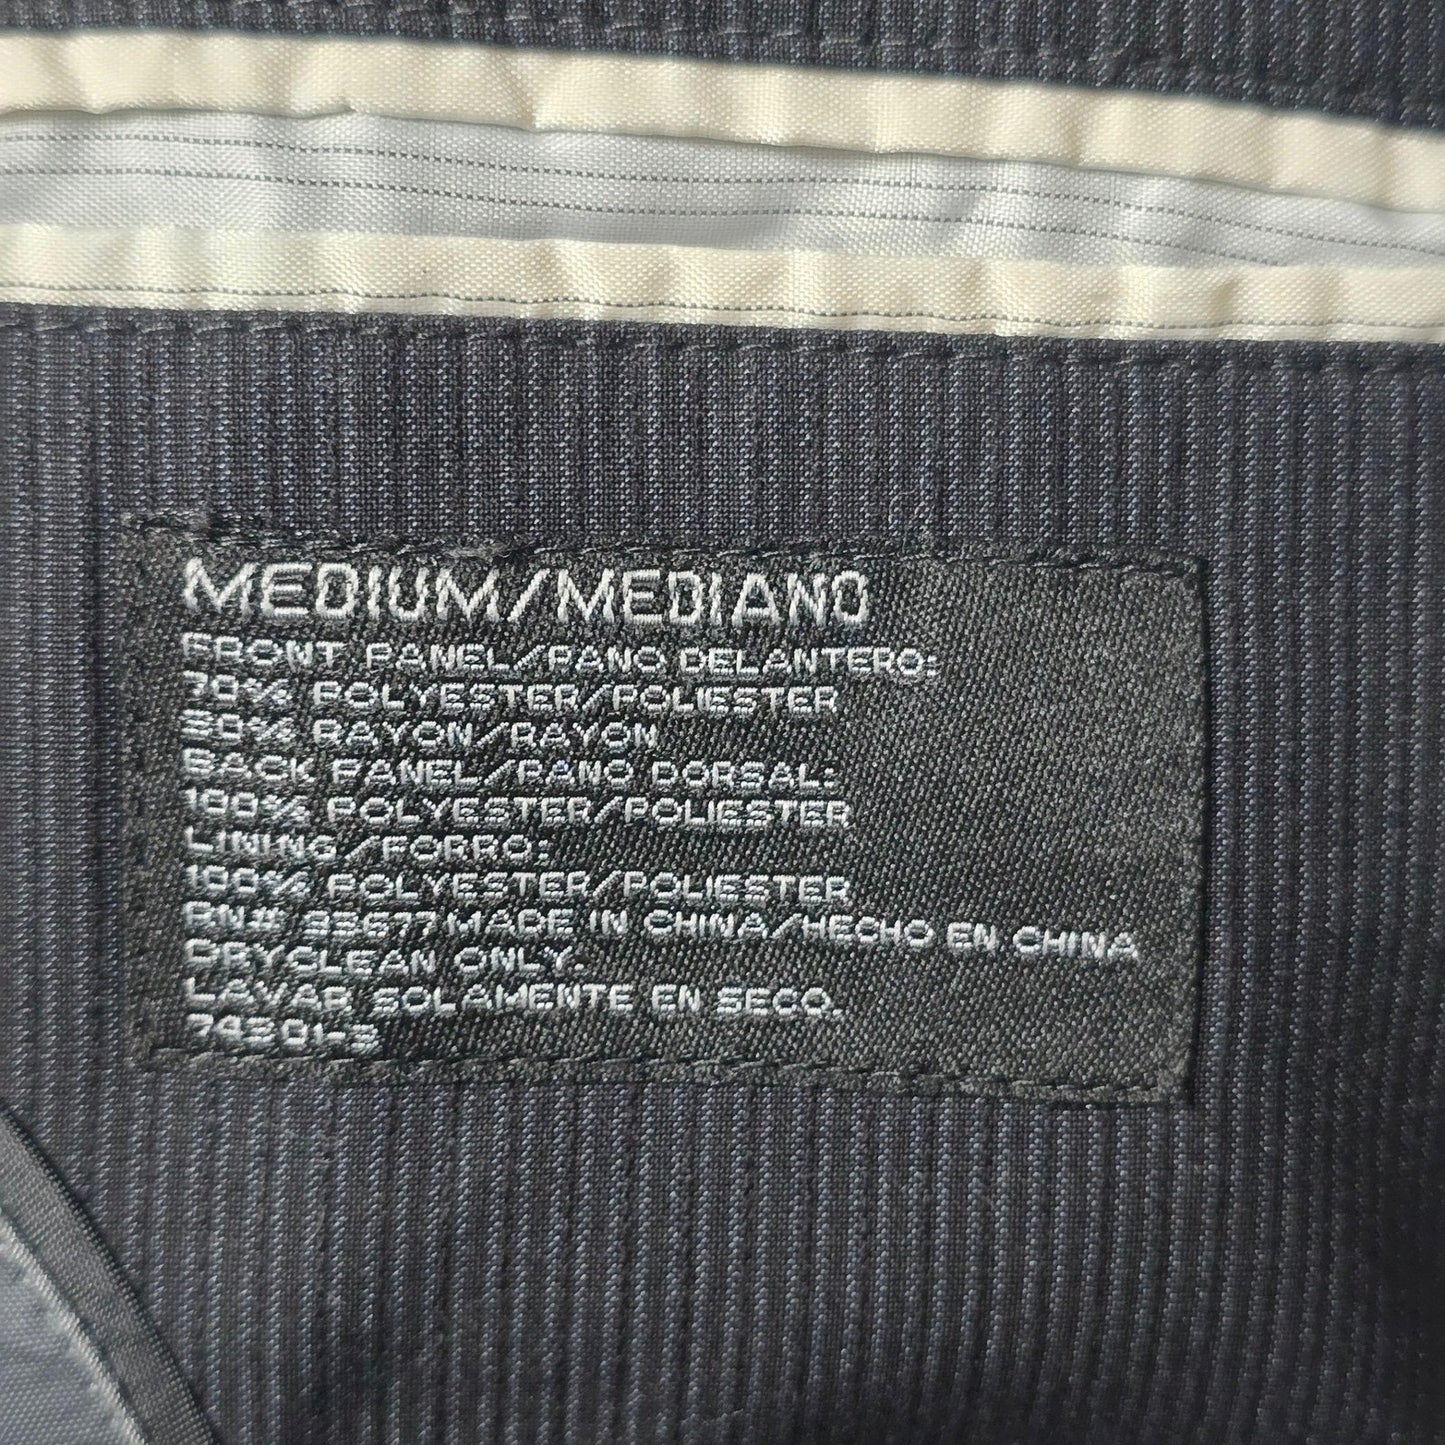 MEDIUM/MEDIANO
FRONT PANEL/PANO DELANTERO:
70% POLYESTER/POLIESTER
30% RAYON/RAYON
BACK PANEL/PANO DORSAL:
100% POLYESTER/POLIESTER
LINING/FORRO:
100% POLYESTER/POLIESTER
RN# MADE IN CHINA/HECHO EN CHINA
DRYCLEAN ONLY.
LAVAR SOLAMENTE EN SECO.